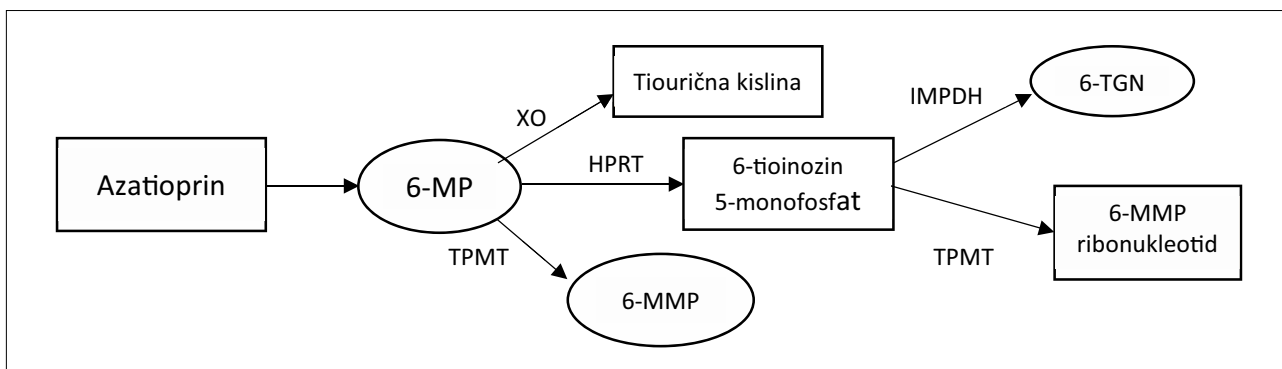 Tiourična kislina
XO
IMPDH
6-TGN
Azatioprin
6-MP
HPRT
6-tioinozin
5-monofosfat
6-MMP
ribonukleotid
TPMT
TPMT
6-MMP